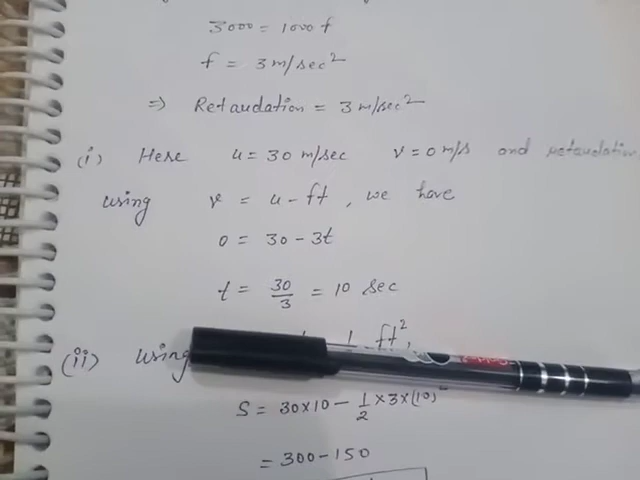 3000 = 1000 f
f = 3 m/sec²
⇒ Retaudation = 3 m/sec²
(i) Here u = 30 m/sec v = 0 m/s and retaudation
using v = u - ft, we have
0 = 30 - 3t
t = 30/3 = 10 sec
(ii) using ft²,
S = 30×10 - 1/2 × 3 × (10)²
= 300 - 150